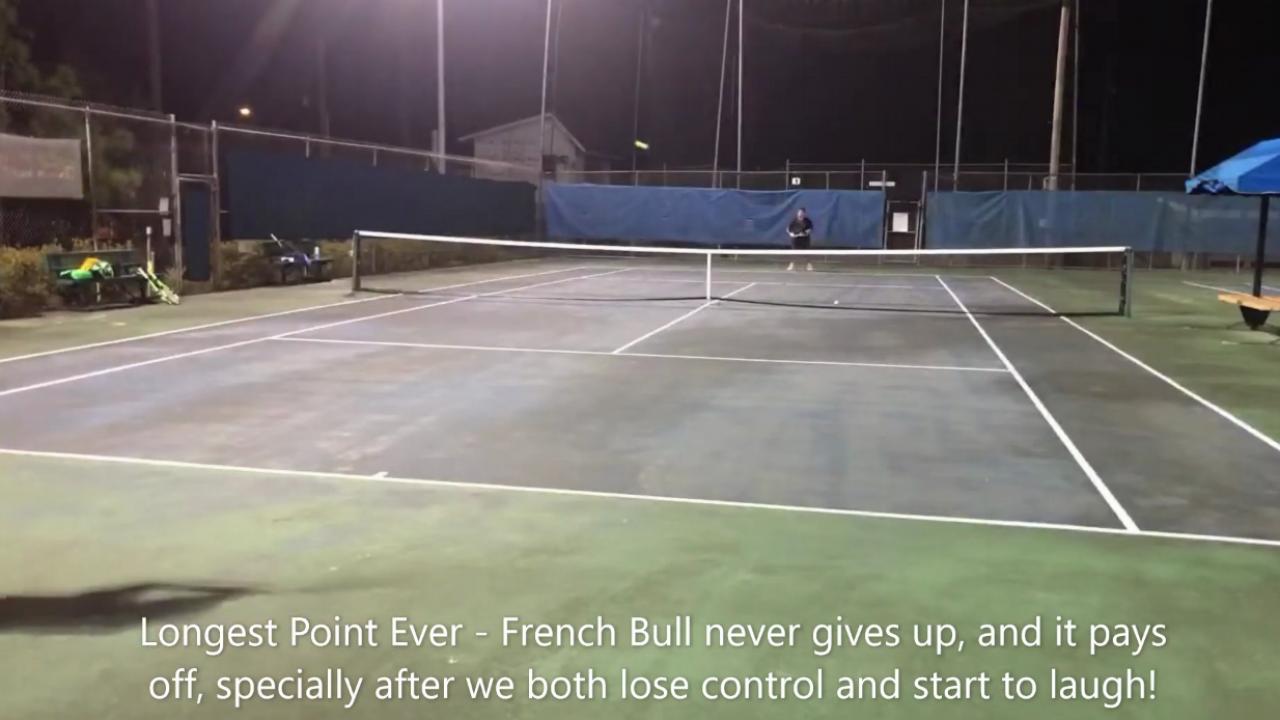 Longest Point Ever - French Bull never gives up, and it pays
off, specially after we both lose control and start to laugh!